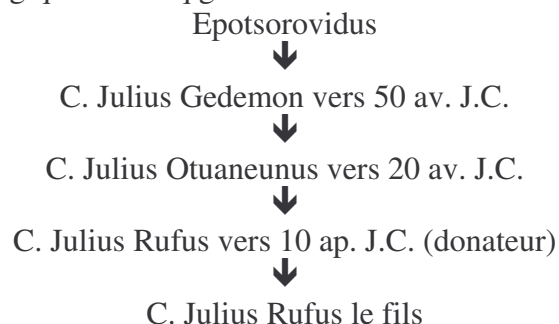 Epotsorovidus
C. Julius Gedemon vers 50 av. J.C.
C. Julius Otuaneunus vers 20 av. J.C.
C. Julius Rufus vers 10 ap. J.C. (donateur)
C. Julius Rufus le fils